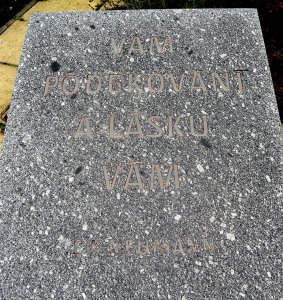 VÁM
PODĚKOVÁNÍ
A LÁSKU
VÁM
S.K. NEUMANN